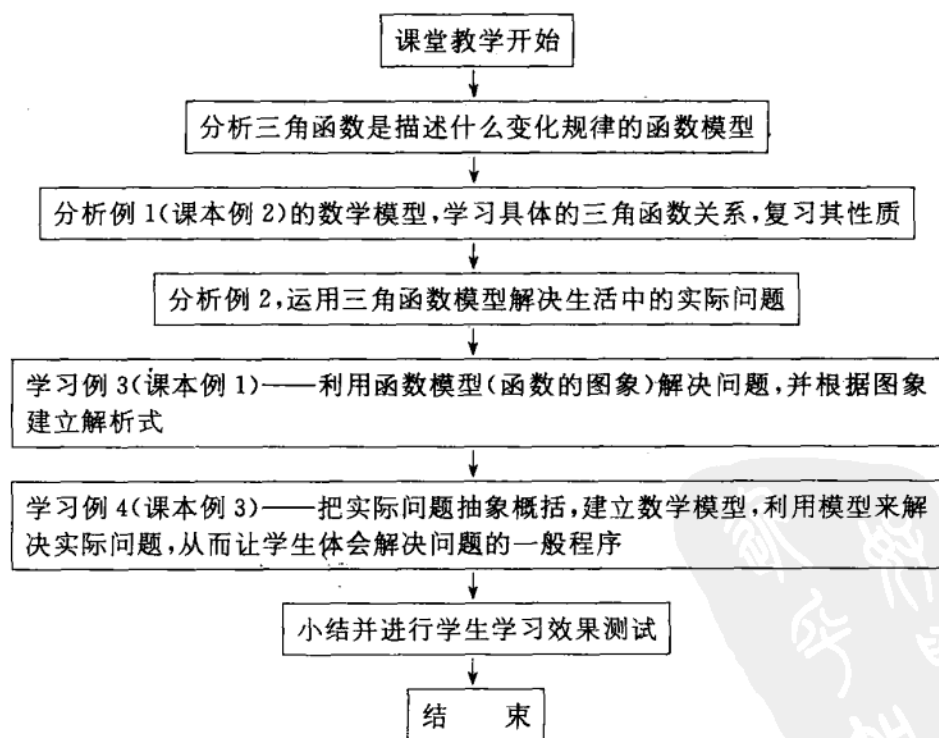 课堂教学开始
分析三角函数是描述什么变化规律的函数模型
分析例1(课本例2)的数学模型,学习具体的三角函数关系,复习其性质
分析例2,运用三角函数模型解决生活中的实际问题
学习例3(课本例1)——利用函数模型(函数的图象)解决问题,并根据图象
建立解析式
学习例4(课本例3)——把实际问题抽象概括,建立数学模型,利用模型来解
决实际问题,从而让学生体会解决问题的一般程序
小结并进行学生学习效果测试
结 束